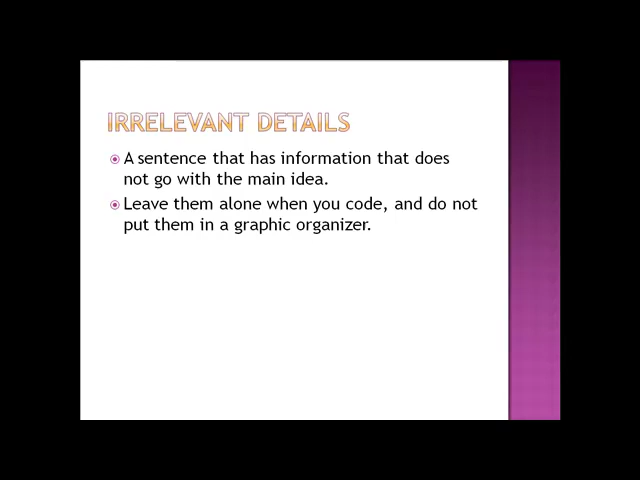 IRRELEVANT DETAILS
A sentence that has information that does
not go with the main idea.
Leave them alone when you code, and do not
put them in a graphic organizer.